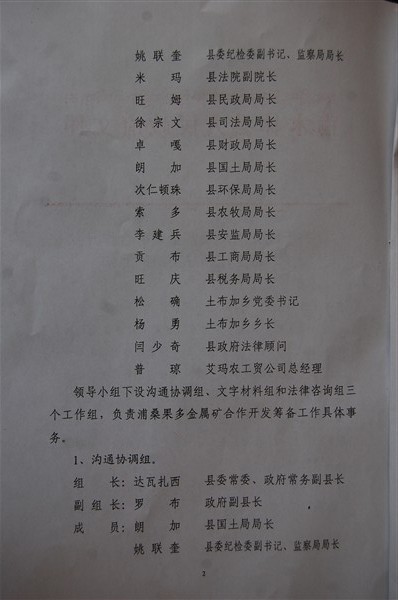 姚联奎 县委纪检委副书记、监察局局长
米玛 县法院副院长
旺姆 县民政局局长
徐宗文 县司法局局长
卓嘎 县财政局局长
朗加 县国土局局长
次仁顿珠 县环保局局长
索多 县农牧局局长
李建兵 县安监局局长
贡布 县工商局局长
旺庆 县税务局局长
松确 土布加乡党委书记
杨勇 土布加乡乡长
闫少奇 县政府法律顾问
普琼 艾玛农工贸公司总经理
领导小组下设沟通协调组、文字材料组和法律咨询组三
个工作组，负责浦桑果多金属矿合作开发筹备工作具体事
务。
1、沟通协调组。
组长：达瓦扎西 县委常委、政府常务副县长
副组长：罗布 政府副县长
成员：朗加 县国土局局长
姚联奎 县委纪检委副书记、监察局局长
2